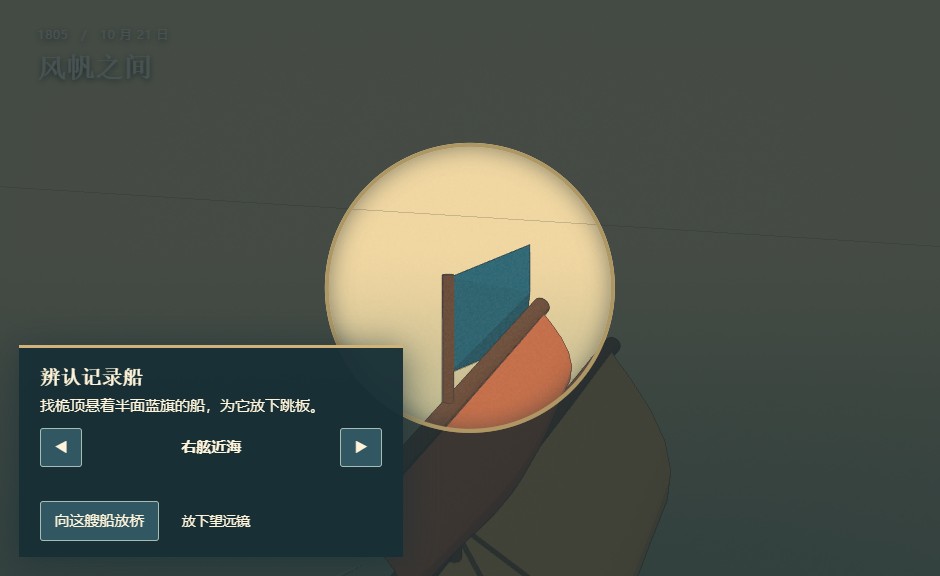 1805 / 10月21日
风帆之间
辨认记录船
找桅顶悬着半面蓝旗的船，为它放下跳板。
◀ 右舷近海 ▶
向这艘船放桥 放下望远镜